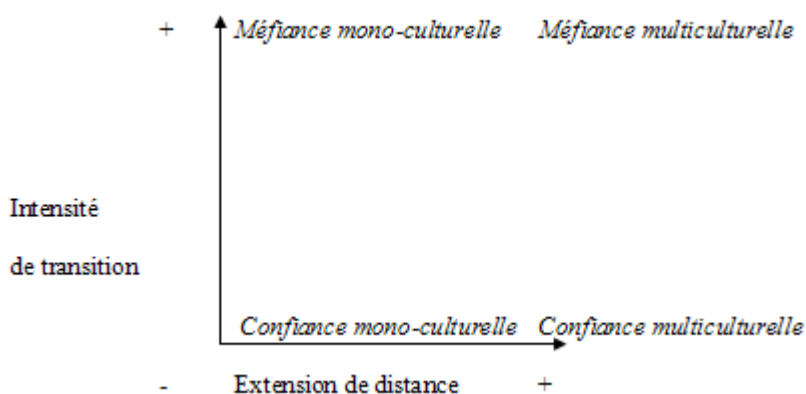 + Méfiance mono-culturelle Méfiance multiculturelle
Intensité
de transition
Confiance mono-culturelle Confiance multiculturelle
- Extension de distance +